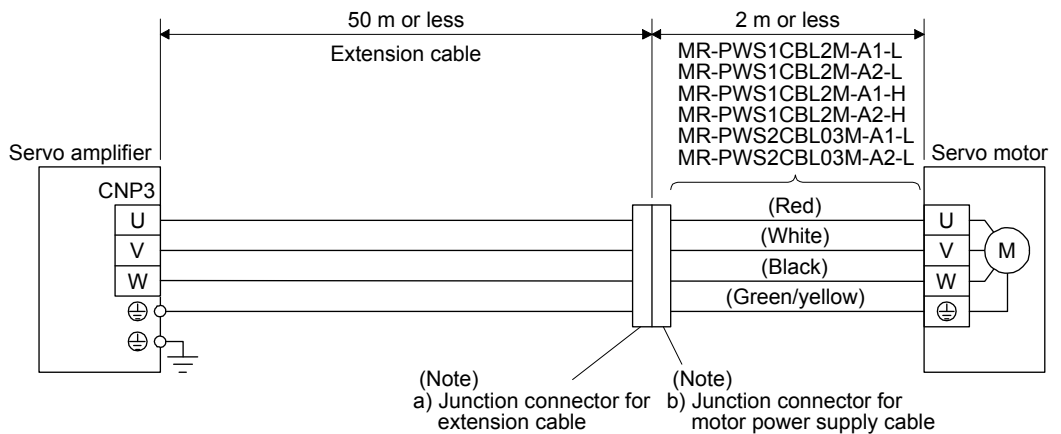 50 m or less
2 m or less
Extension cable
MR-PWS1CBL2M-A1-L
MR-PWS1CBL2M-A2-L
MR-PWS1CBL2M-A1-H
MR-PWS1CBL2M-A2-H
MR-PWS2CBL03M-A1-L
MR-PWS2CBL03M-A2-L
Servo amplifier
Servo motor
CNP3
U
V
W
(Red)
(White)
(Black)
(Green/yellow)
U
V
W
M
(Note)
a) Junction connector for
extension cable
(Note)
b) Junction connector for
motor power supply cable